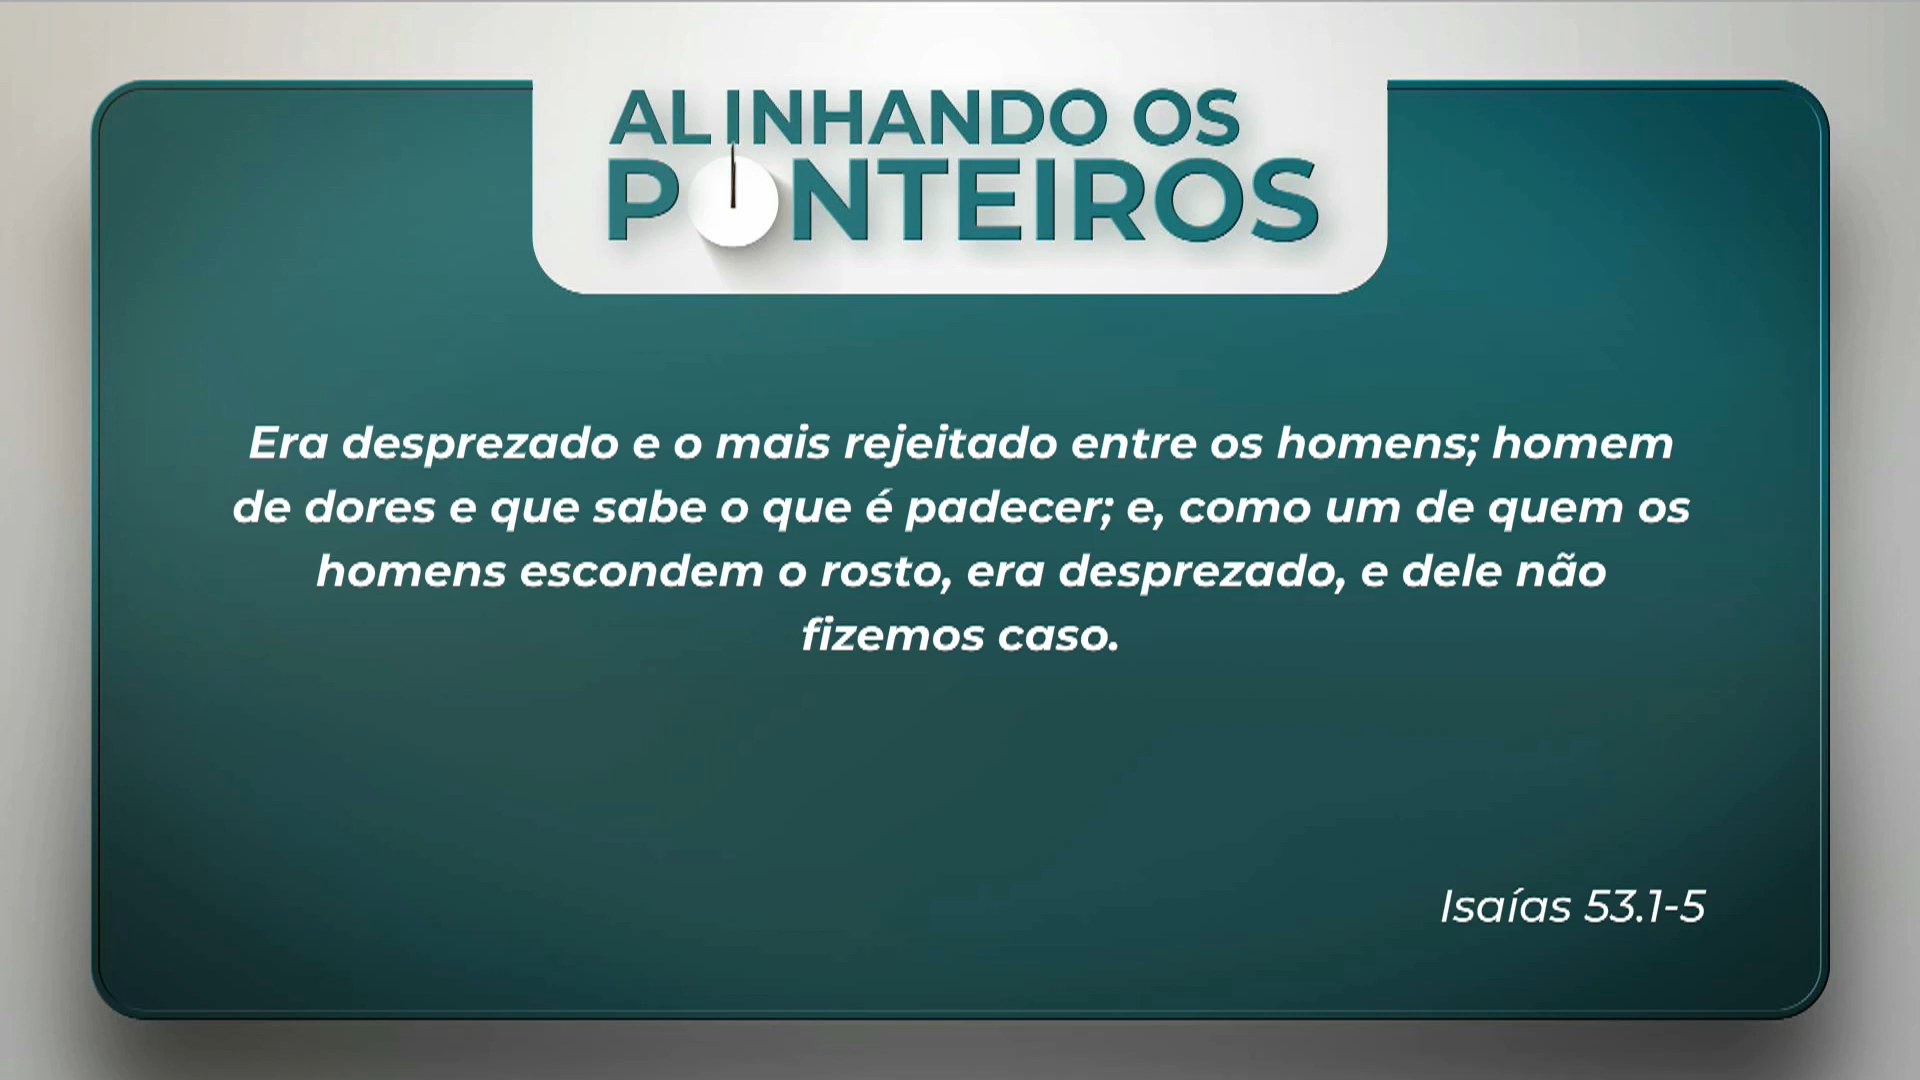 ALINHANDO OS
PONTEIROS
Era desprezado e o mais rejeitado entre os homens; homem
de dores e que sabe o que é padecer; e, como um de quem os
homens escondem o rosto, era desprezado, e dele não
fizemos caso.
Isaías 53.1-5